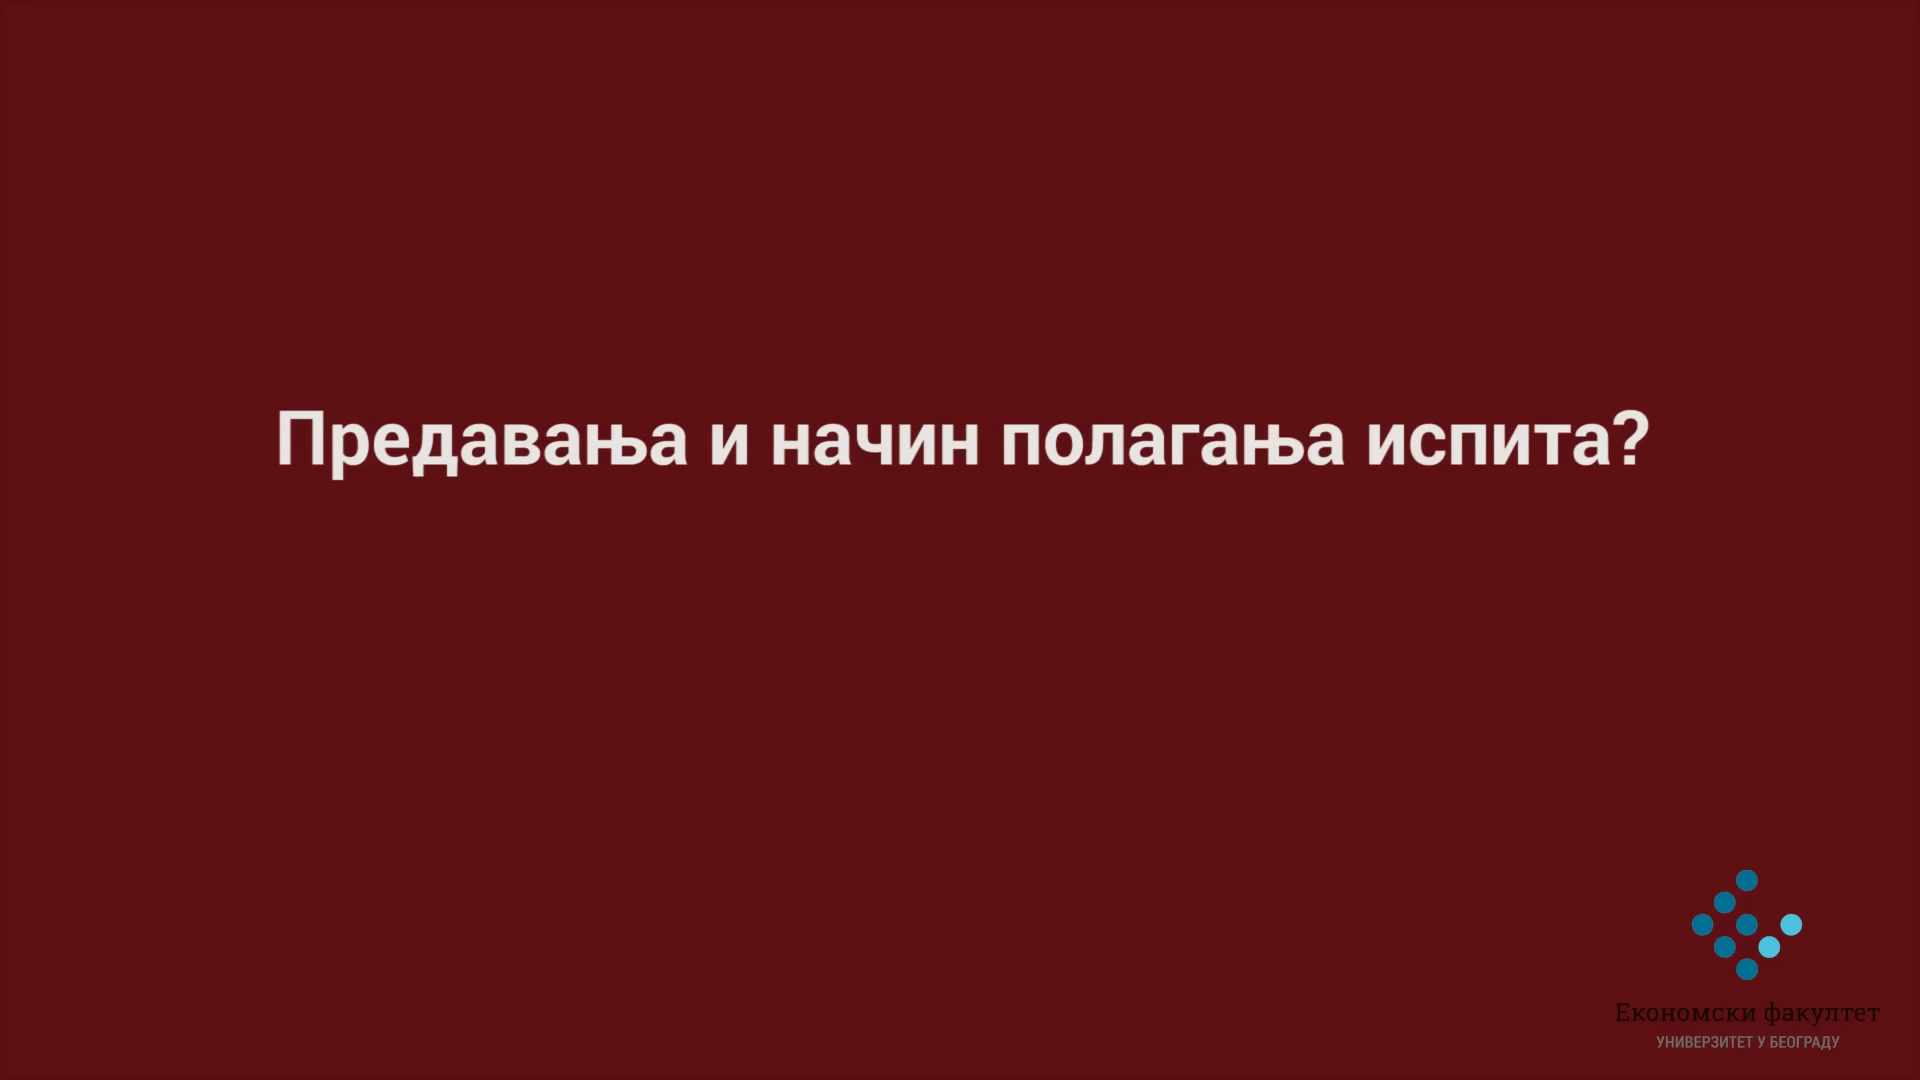 Предавања и начин полагања испита?
Економски факултет
УНИВЕРЗИТЕТ У БЕОГРАДУ